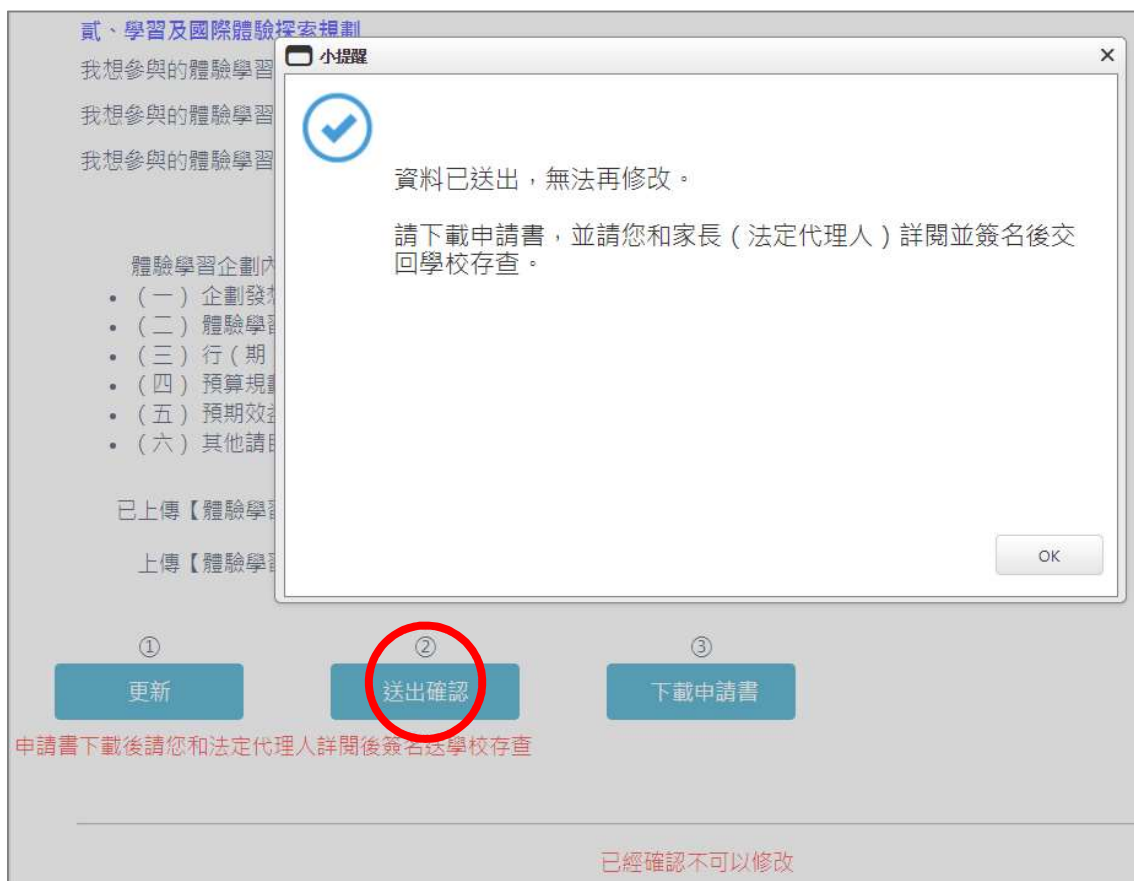 貳、學習及國際體驗探索規劃
我想參與的體驗學習
我想參與的體驗學習
我想參與的體驗學習
小提醒
資料已送出，無法再修改。
請下載申請書，並請您和家長（法定代理人）詳閱並簽名後交
回學校存查。
OK
體驗學習企劃內
• （一）企劃發想
• （二）體驗學習
• （三）行（期
• （四）預算規劃
• （五）預期效益
• （六）其他請
已上傳【體驗學習
上傳【體驗學習
① ② ③
更新 送出確認 下載申請書
申請書下載後請您和法定代理人詳閱後簽名送學校存查
已經確認不可以修改